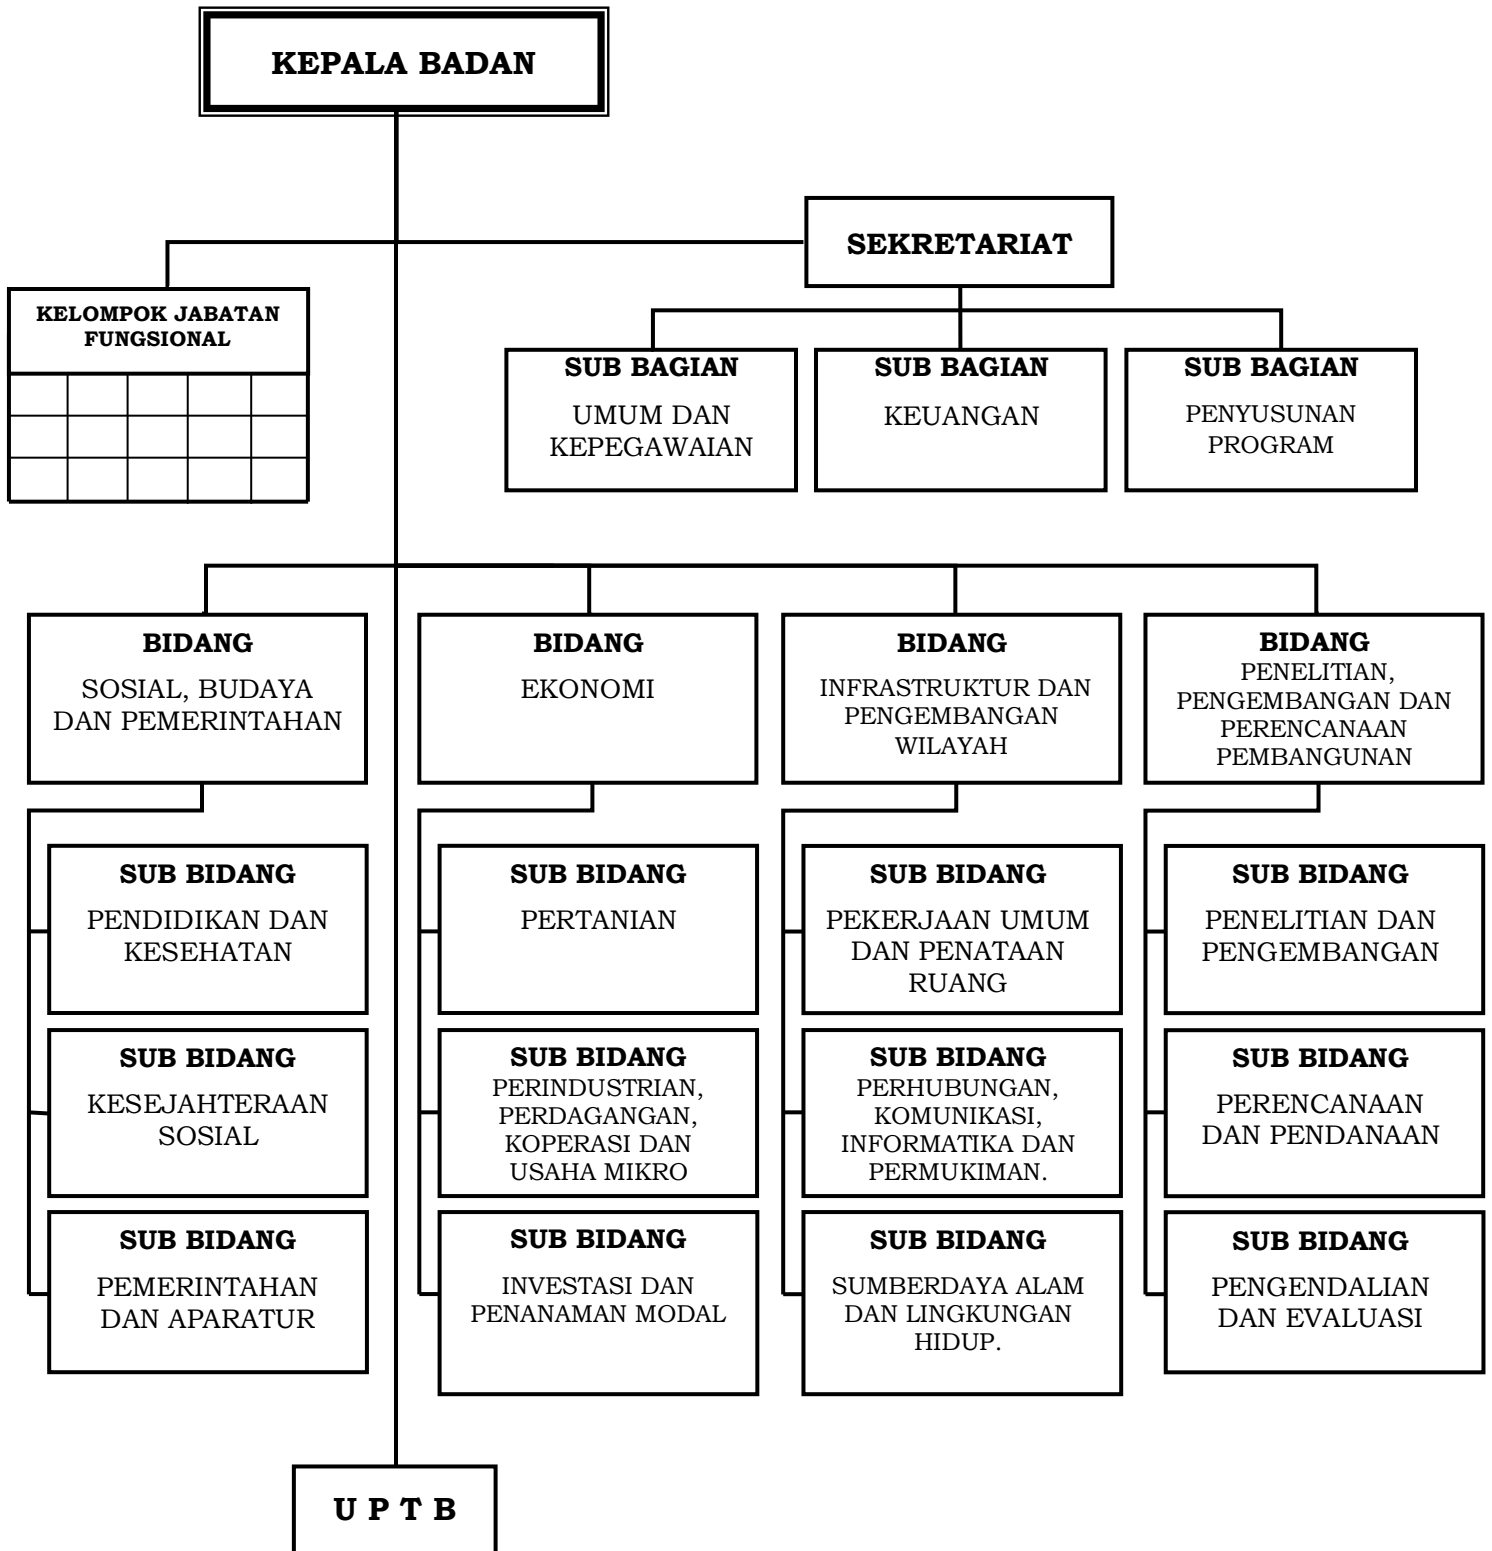 KEPALA BADAN
SEKRETARIAT
KELOMPOK JABATAN
FUNGSIONAL
SUB BAGIAN
UMUM DAN
KEPEGAWAIAN
SUB BAGIAN
KEUANGAN
SUB BAGIAN
PENYUSUNAN
PROGRAM
BIDANG
SOSIAL, BUDAYA
DAN PEMERINTAHAN
BIDANG
EKONOMI
BIDANG
INFRASTRUKTUR DAN
PENGEMBANGAN
WILAYAH
BIDANG
PENELITIAN,
PENGEMBANGAN DAN
PERENCANAAN
PEMBANGUNAN
SUB BIDANG
PENDIDIKAN DAN
KESEHATAN
SUB BIDANG
PERTANIAN
SUB BIDANG
PEKERJAAN UMUM
DAN PENATAAN
RUANG
SUB BIDANG
PENELITIAN DAN
PENGEMBANGAN
SUB BIDANG
KESEJAHTERAAN
SOSIAL
SUB BIDANG
PERINDUSTRIAN,
PERDAGANGAN,
KOPERASI DAN
USAHA MIKRO
SUB BIDANG
PERHUBUNGAN,
KOMUNIKASI,
INFORMATIKA DAN
PERMUKIMAN.
SUB BIDANG
PERENCANAAN
DAN PENDANAAN
SUB BIDANG
PEMERINTAHAN
DAN APARATUR
SUB BIDANG
INVESTASI DAN
PENANAMAN MODAL
SUB BIDANG
SUMBERDAYA ALAM
DAN LINGKUNGAN
HIDUP.
SUB BIDANG
PENGENDALIAN
DAN EVALUASI
U P T B